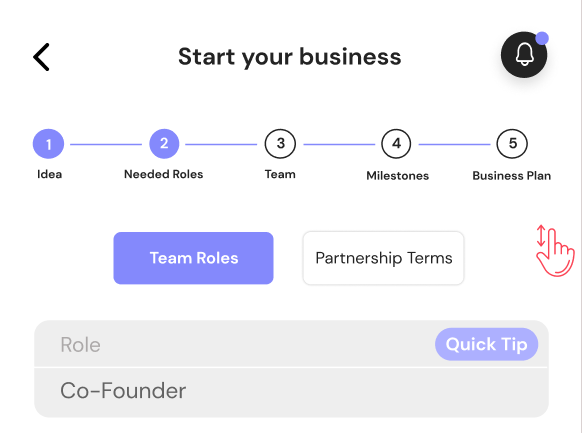 Start your business
1 2 3 4 5
Idea Needed Roles Team Milestones Business Plan
Team Roles Partnership Terms
Role Quick Tip
Co-Founder